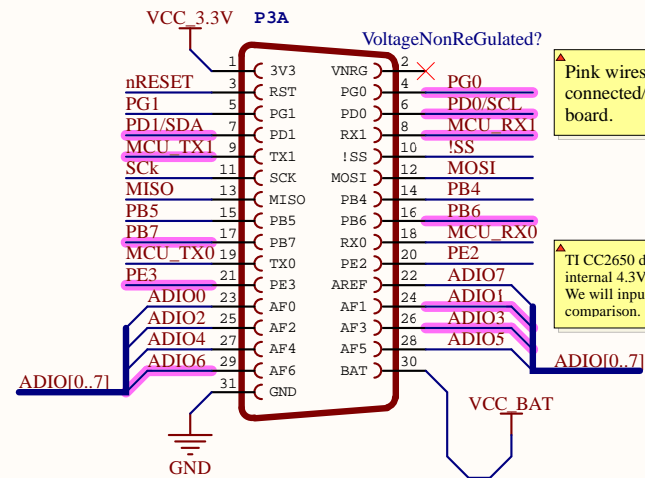 VCC_3.3V
P3A
VoltageNonReGulated?
1 3V3 VNRG 2
nRESET 3 RST PG0 4 PG0
PG1 5 PG1 PD0 6 PD0/SCL
PD1/SDA 7 PD1 RX1 8 MCU_RX1
MCU_TX1 9 TX1 !SS 10 !SS
SCk 11 SCK MOSI 12 MOSI
MISO 13 MISO PB4 14 PB4
PB5 15 PB5 PB6 16 PB6
PB7 17 PB7 RX0 18 MCU_RX0
MCU_TX0 19 TX0 PE2 20 PE2
PE3 21 PE3 AREF 22 ADIO7
ADIO0 23 AF0 AF1 24 ADIO1
ADIO2 25 AF2 AF3 26 ADIO3
ADIO4 27 AF4 AF5 28 ADIO5
ADIO6 29 AF6 BAT 30
31 GND
ADIO[0..7]
ADIO[0..7]
VCC_BAT
GND
Pink wires
connected/
board.
TI CC2650 d
internal 4.3V
We will input
comparison.